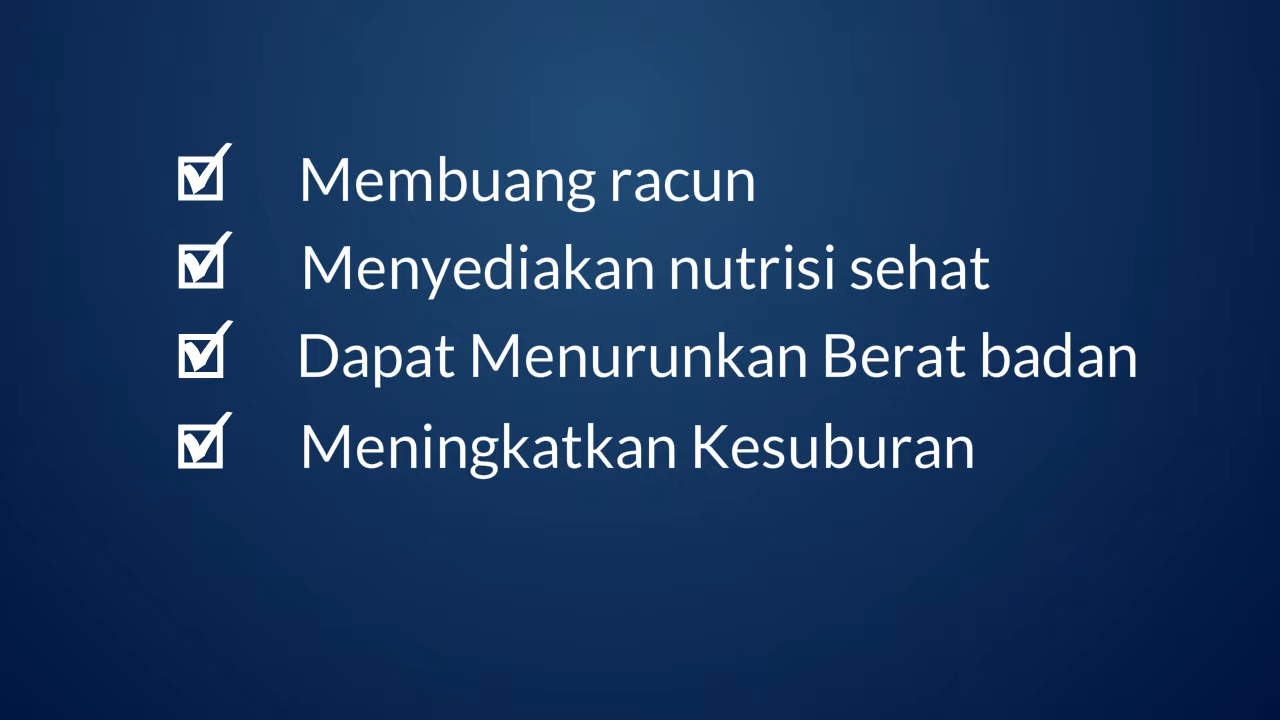 Membuang racun
Menyediakan nutrisi sehat
Dapat Menurunkan Berat badan
Meningkatkan Kesuburan